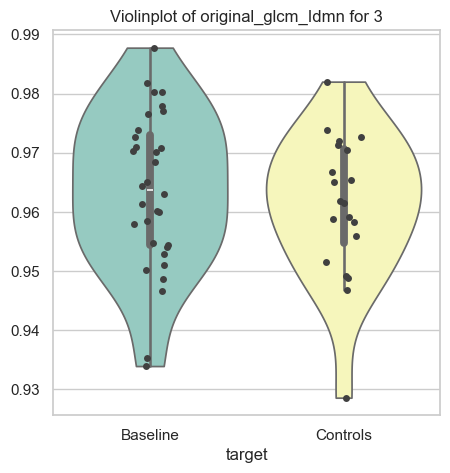 Violinplot of original_glcm_Idmn for 3
0.99
0.98
0.97
0.96
0.95
0.94
0.93
Baseline
Controls
target